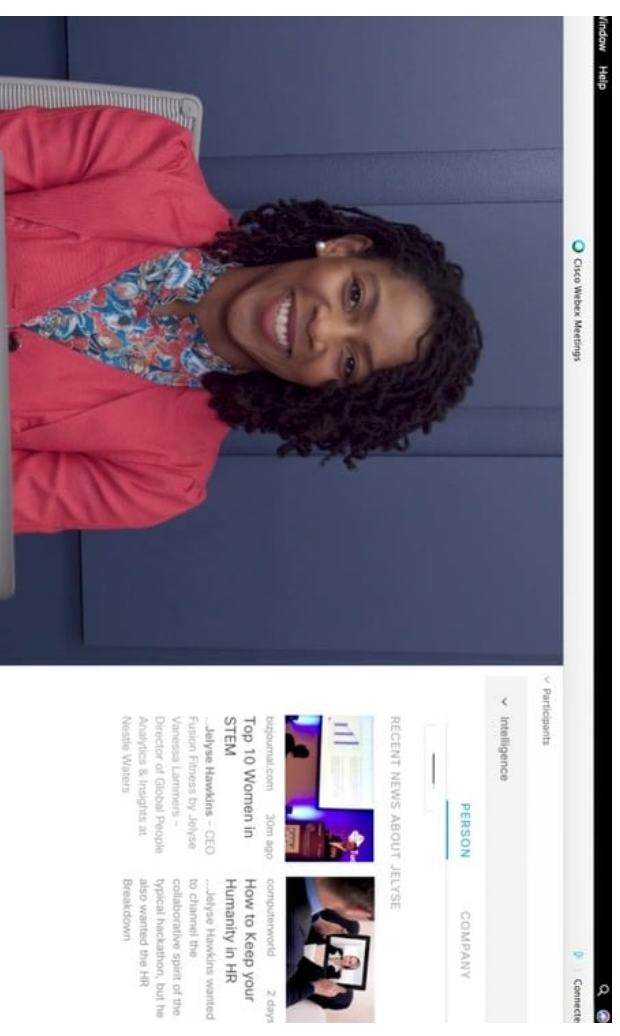 Window Help
Cisco Webex Meetings
Connecte
Participants
Intelligence
PERSON
COMPANY
RECENT NEWS ABOUT JELYSE
bizjournal.com 30m ago
Top 10 Women in
STEM
...Jelyse Hawkins - CEO
Fusion Fitness by Jelyse
Vanessa Lammers –
Director of Global People
Analytics & Insights at
Nestle Waters
computerworld 2 days
How to Keep your
Humanity in HR
...Jelyse Hawkins wanted
to channel the
collaborative spirit of the
typical hackathon, but he
also wanted the HR
Breakdown